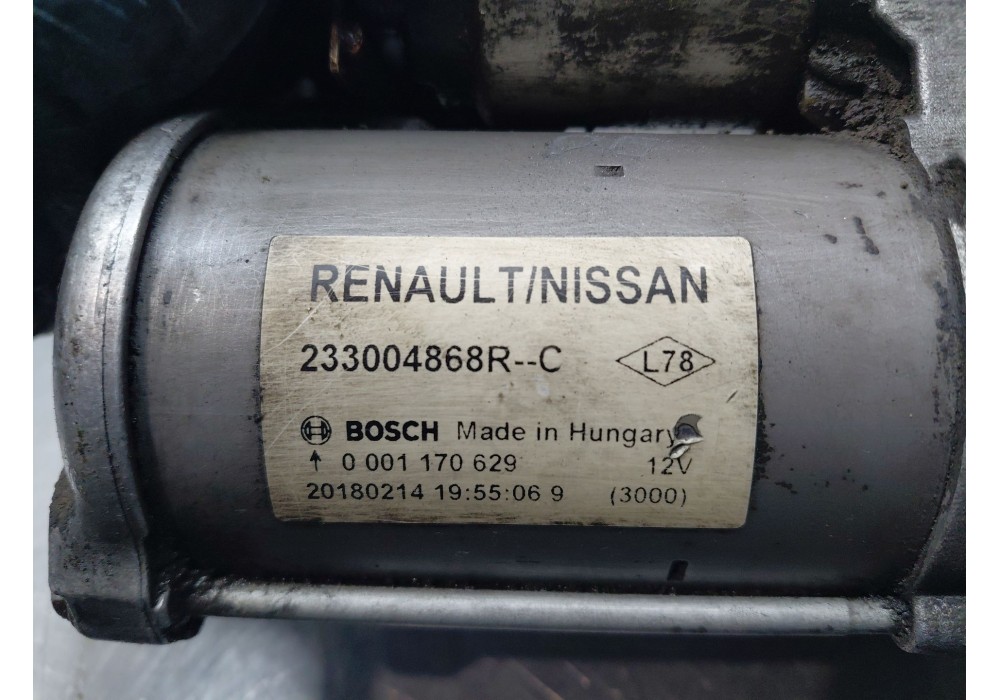 RENAULT/NISSAN
233004868R--C L78
BOSCH Made in Hungary
↑ 0 001 170 629 12V
20180214 19:55:06 9 (3000)